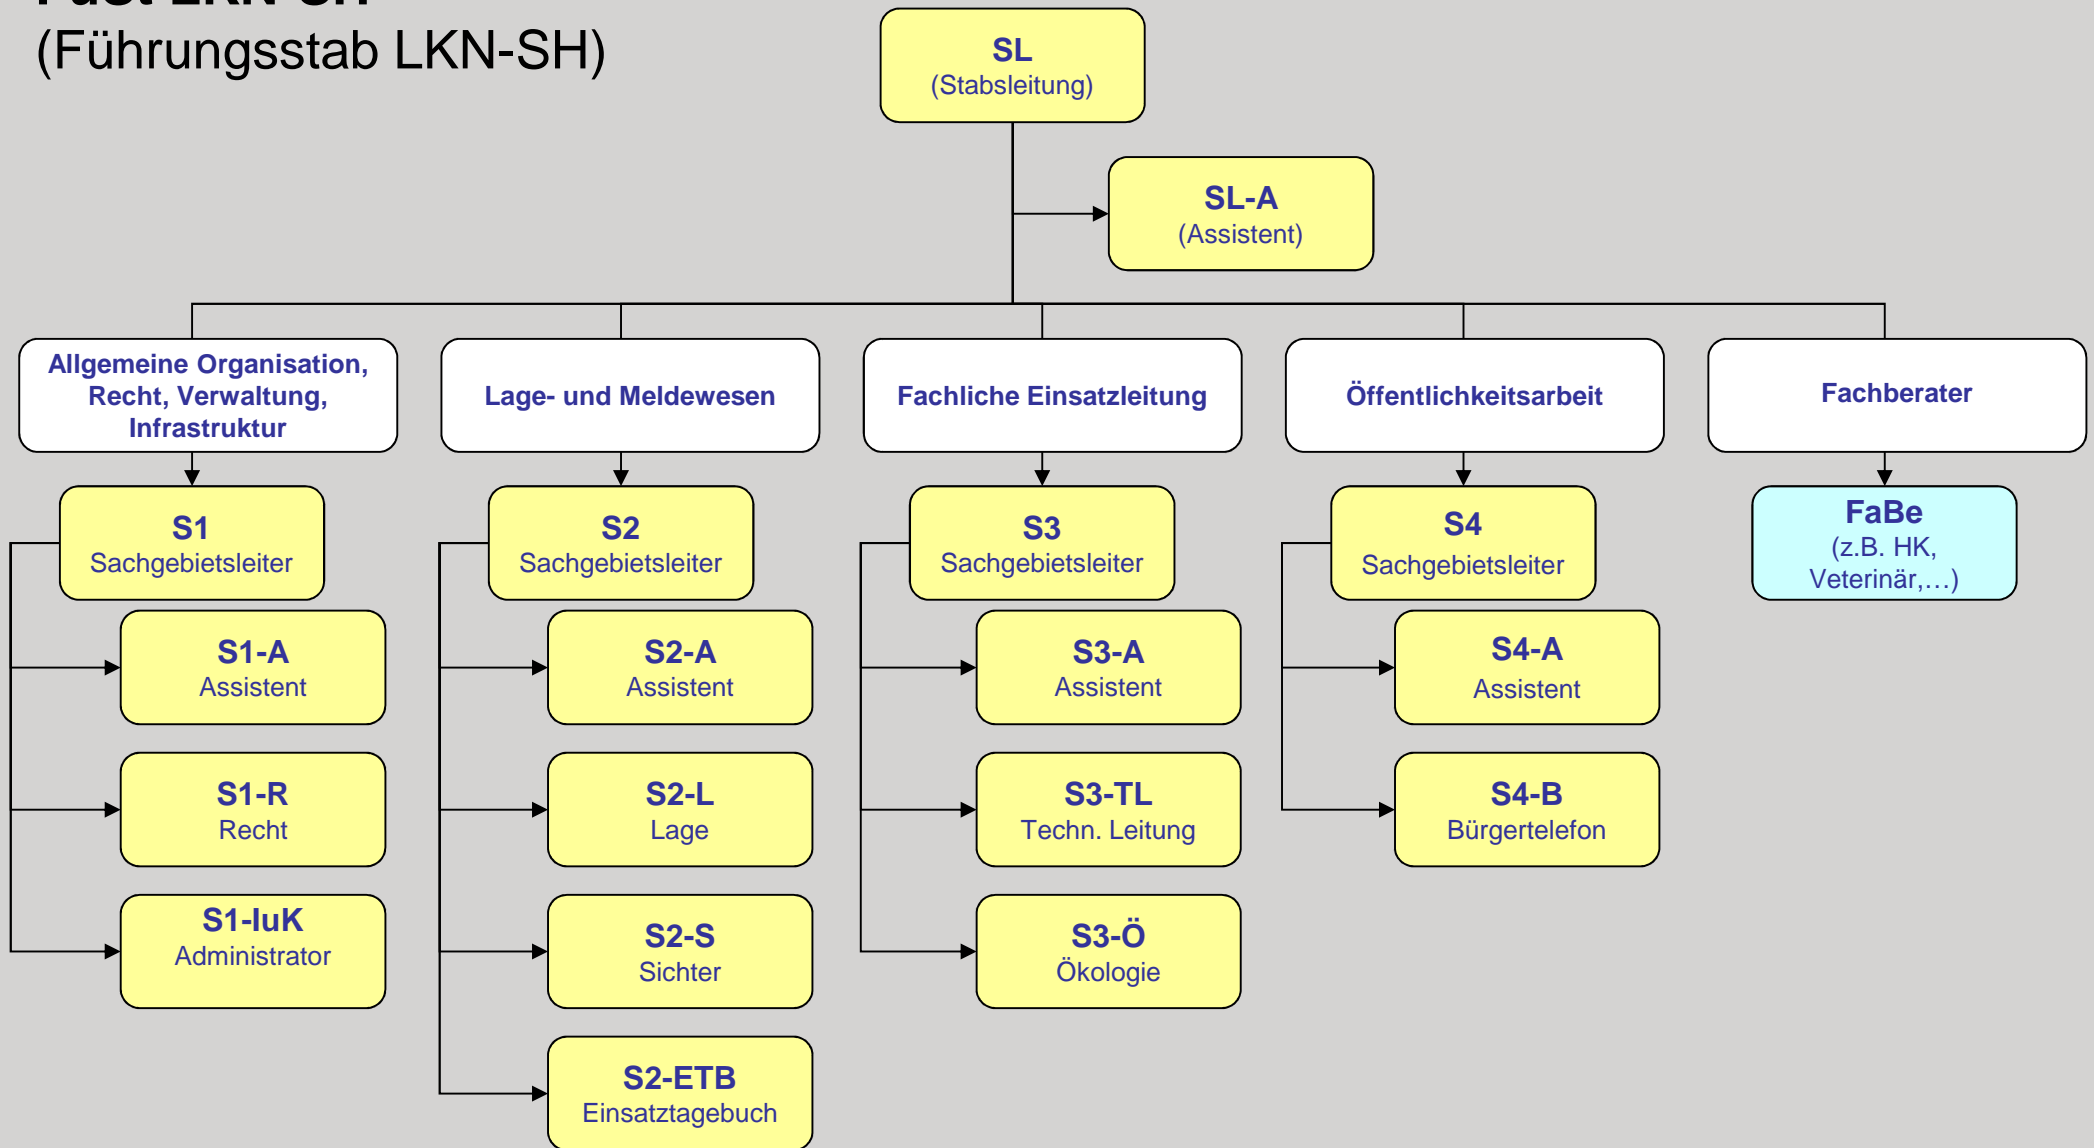 (Führungsstab LKN-SH)
SL
(Stabsleitung)
SL-A
(Assistent)
Allgemeine Organisation,
Recht, Verwaltung,
Infrastruktur
Lage- und Meldewesen
Fachliche Einsatzleitung
Öffentlichkeitsarbeit
Fachberater
S1
Sachgebietsleiter
S2
Sachgebietsleiter
S3
Sachgebietsleiter
S4
Sachgebietsleiter
FaBe
(z.B. HK,
Veterinär,…)
S1-A
Assistent
S2-A
Assistent
S3-A
Assistent
S4-A
Assistent
S1-R
Recht
S2-L
Lage
S3-TL
Techn. Leitung
S4-B
Bürgertelefon
S1-IuK
Administrator
S2-S
Sichter
S3-Ö
Ökologie
S2-ETB
Einsatztagebuch